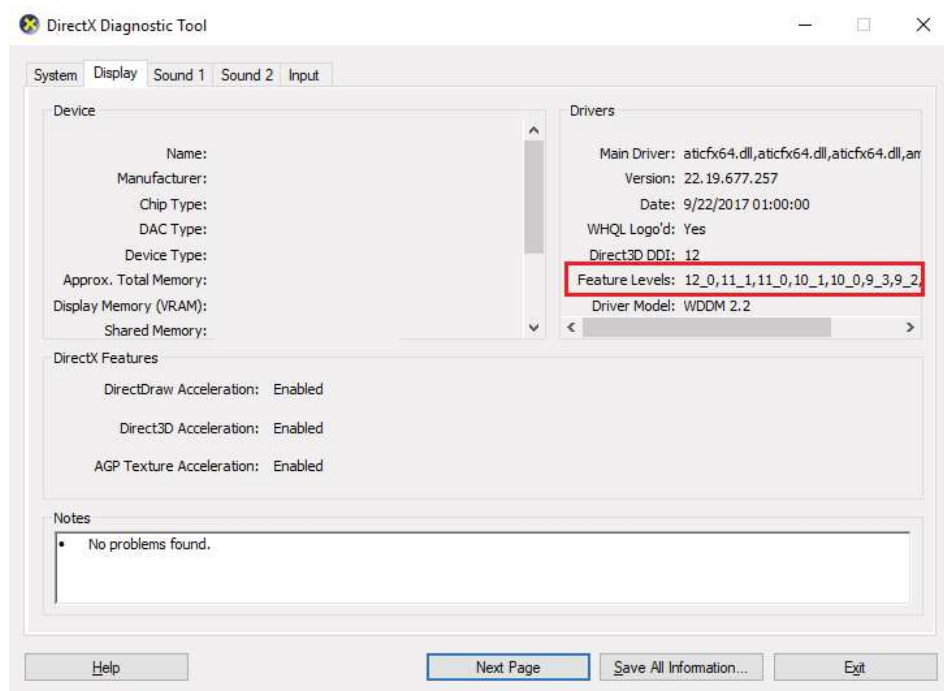 DirectX Diagnostic Tool
System Display Sound 1 Sound 2 Input
Device
Name:
Manufacturer:
Chip Type:
DAC Type:
Device Type:
Approx. Total Memory:
Display Memory (VRAM):
Shared Memory:
Drivers
Main Driver: aticfx64.dll,aticfx64.dll,aticfx64.dll,am
Version: 22.19.677.257
Date: 9/22/2017 01:00:00
WHQL Logo'd: Yes
Direct3D DDI: 12
Feature Levels: 12_0,11_1,11_0,10_1,10_0,9_3,9_2,
Driver Model: WDDM 2.2
DirectX Features
DirectDraw Acceleration: Enabled
Direct3D Acceleration: Enabled
AGP Texture Acceleration: Enabled
Notes
• No problems found.
Help Next Page Save All Information... Exit